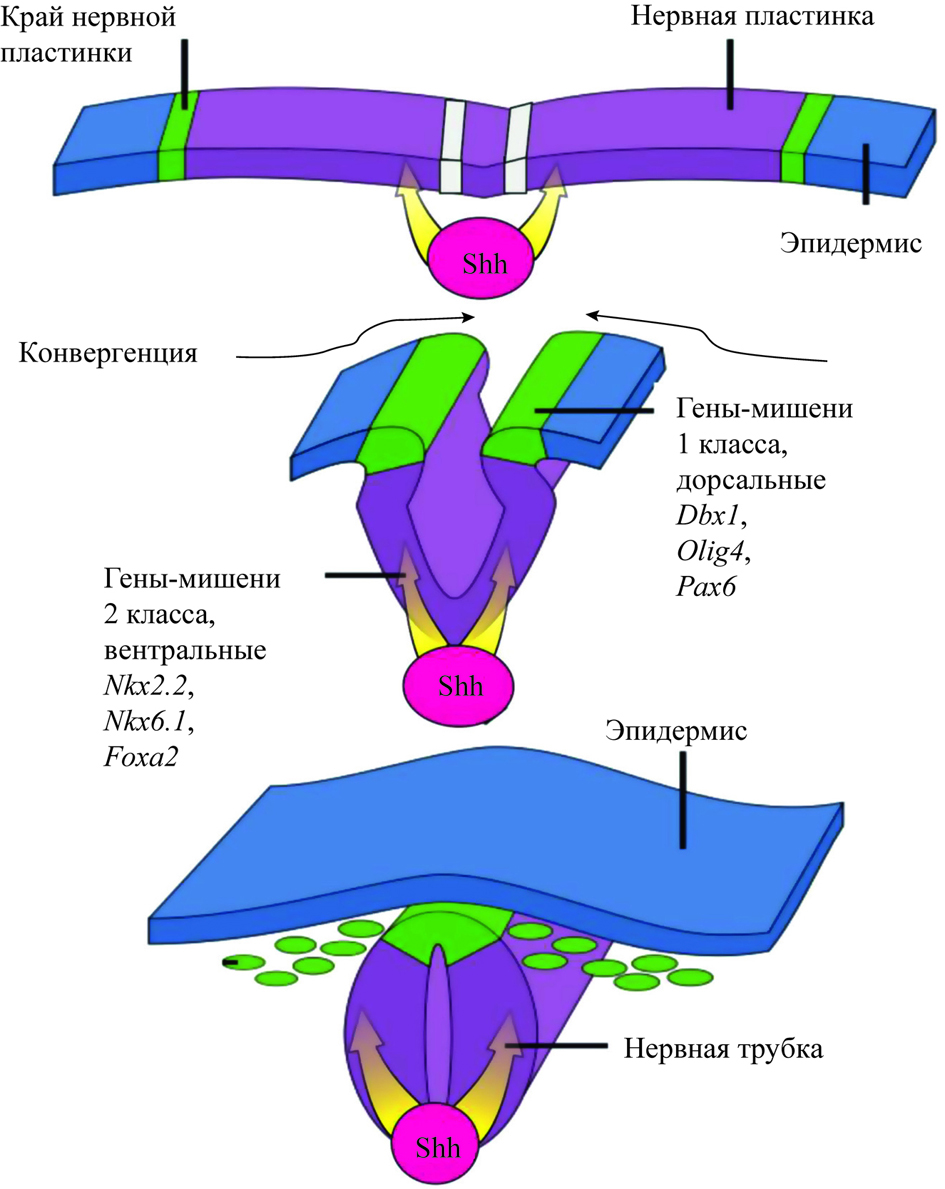 Край нервной
пластинки
Нервная пластинка
Эпидермис
Shh
Конвергенция
Гены-мишени
1 класса,
дорсальные
Dbx1,
Olig4,
Pax6
Гены-мишени
2 класса,
вентральные
Nkx2.2,
Nkx6.1,
Foxa2
Shh
Эпидермис
Нервная трубка
Shh